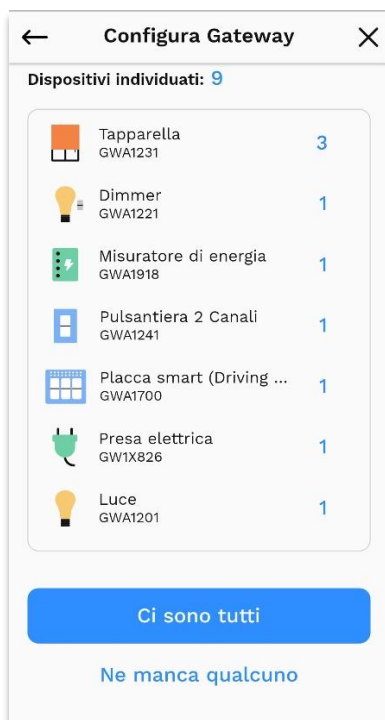 Configura Gateway
Dispositivi individuati: 9
Tapparella
GWA1231
3
Dimmer
GWA1221
1
Misuratore di energia
GWA1918
1
Pulsantiera 2 Canali
GWA1241
1
Placca smart (Driving ...
GWA1700
1
Presa elettrica
GW1X826
1
Luce
GWA1201
1
Ci sono tutti
Ne manca qualcuno